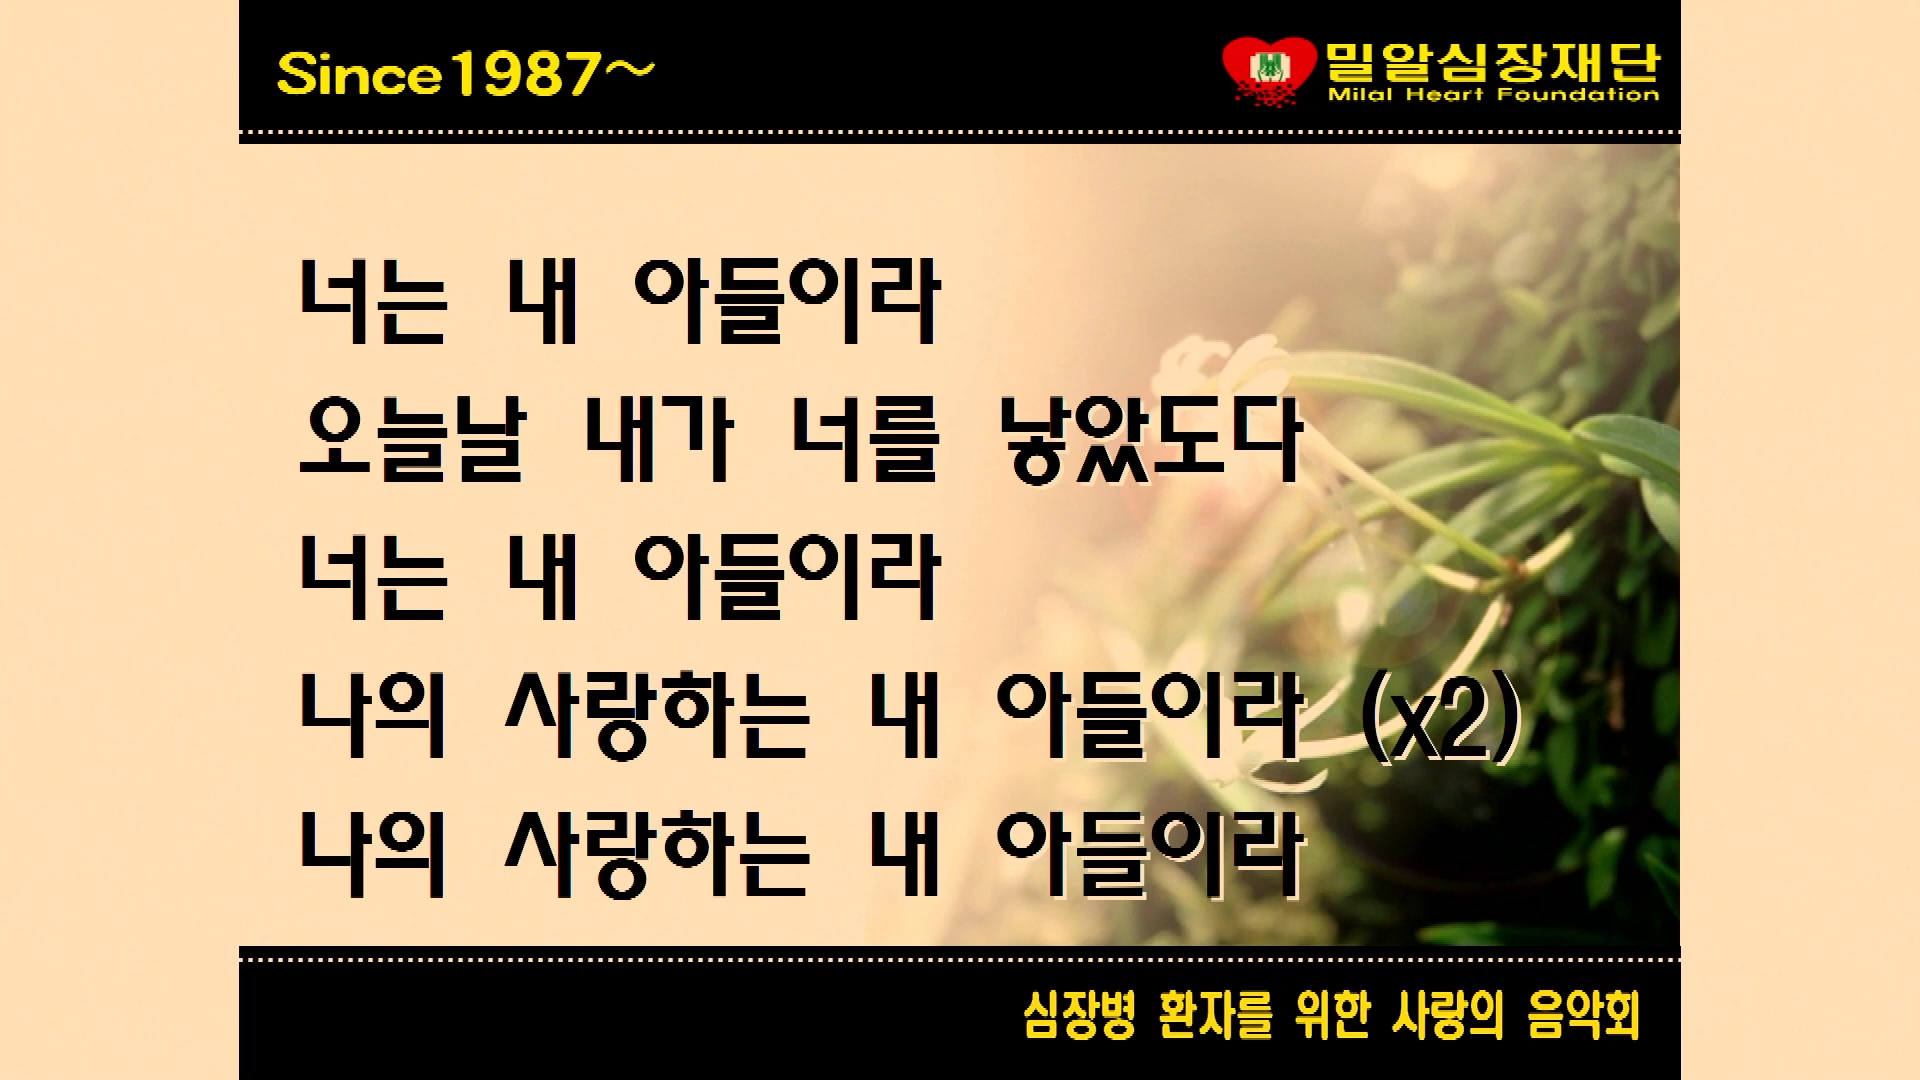 Since1987~
밀알심장재단
Milal Heart Foundation
너는 내 아들이라
오늘날 내가 너를 낳았도다
너는 내 아들이라
나의 사랑하는 내 아들이라 (x2)
나의 사랑하는 내 아들이라
심장병 환자를 위한 사랑의 음악회